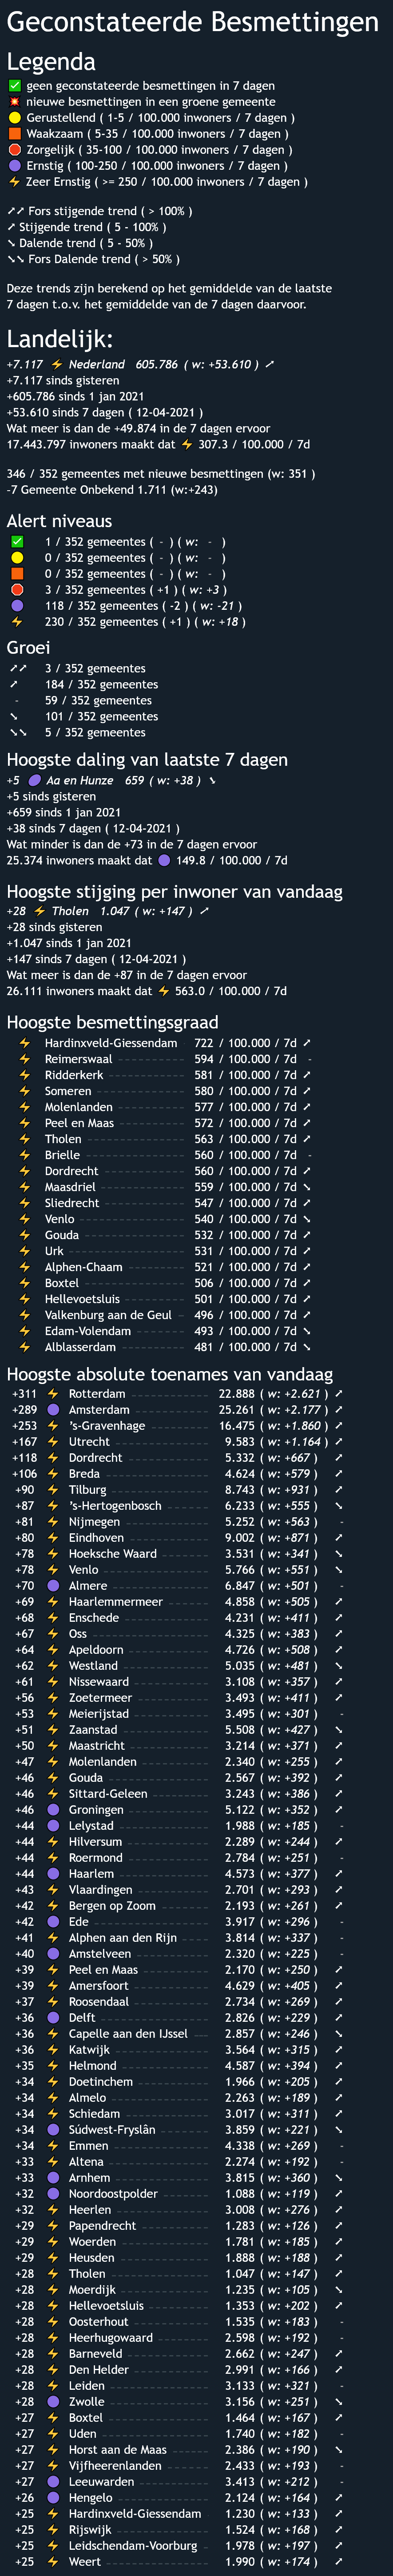 Geconstateerde Besmettingen
Legenda
✅ geen geconstateerde besmettingen in 7 dagen
💥 nieuwe besmettingen in een groene gemeente
🟡 Gerustellend ( 1-5 / 100.000 inwoners / 7 dagen )
🟧 Waakzaam ( 5-35 / 100.000 inwoners / 7 dagen )
🛑 Zorgelijk ( 35-100 / 100.000 inwoners / 7 dagen )
🟣 Ernstig ( 100-250 / 100.000 inwoners / 7 dagen )
⚡ Zeer Ernstig ( >= 250 / 100.000 inwoners / 7 dagen )
➚➚ Fors stijgende trend ( > 100% )
➚ Stijgende trend ( 5 - 100% )
➘ Dalende trend ( 5 - 50% )
➘➘ Fors Dalende trend ( > 50% )
Deze trends zijn berekend op het gemiddelde van de laatste
7 dagen t.o.v. het gemiddelde van de 7 dagen daarvoor.
Landelijk:
+7.117 ⚡ Nederland 605.786 ( w: +53.610 ) ➚
+7.117 sinds gisteren
+605.786 sinds 1 jan 2021
+53.610 sinds 7 dagen ( 12-04-2021 )
Wat meer is dan de +49.874 in de 7 dagen ervoor
17.443.797 inwoners maakt dat ⚡ 307.3 / 100.000 / 7d
346 / 352 gemeentes met nieuwe besmettingen (w: 351 )
-7 Gemeente Onbekend 1.711 (w:+243)
Alert niveaus
✅ 1 / 352 gemeentes ( - ) ( w: - )
🟡 0 / 352 gemeentes ( - ) ( w: - )
🟧 0 / 352 gemeentes ( - ) ( w: - )
🛑 3 / 352 gemeentes ( +1 ) ( w: +3 )
🟣 118 / 352 gemeentes ( -2 ) ( w: -21 )
⚡ 230 / 352 gemeentes ( +1 ) ( w: +18 )
Groei
➚➚ 3 / 352 gemeentes
➚ 184 / 352 gemeentes
- 59 / 352 gemeentes
➘ 101 / 352 gemeentes
➘➘ 5 / 352 gemeentes
Hoogste daling van laatste 7 dagen
+5 🟣 Aa en Hunze 659 ( w: +38 ) ➘
+5 sinds gisteren
+659 sinds 1 jan 2021
+38 sinds 7 dagen ( 12-04-2021 )
Wat minder is dan de +73 in de 7 dagen ervoor
25.374 inwoners maakt dat 🟣 149.8 / 100.000 / 7d
Hoogste stijging per inwoner van vandaag
+28 ⚡ Tholen 1.047 ( w: +147 ) ➚
+28 sinds gisteren
+1.047 sinds 1 jan 2021
+147 sinds 7 dagen ( 12-04-2021 )
Wat meer is dan de +87 in de 7 dagen ervoor
26.111 inwoners maakt dat ⚡ 563.0 / 100.000 / 7d
Hoogste besmettingsgraad
⚡ Hardinxveld-Giessendam 722 / 100.000 / 7d ➚
⚡ Reimerswaal 594 / 100.000 / 7d -
⚡ Ridderkerk 581 / 100.000 / 7d ➚
⚡ Someren 580 / 100.000 / 7d ➚
⚡ Molenlanden 577 / 100.000 / 7d ➚
⚡ Peel en Maas 572 / 100.000 / 7d ➚
⚡ Tholen 563 / 100.000 / 7d ➚
⚡ Brielle 560 / 100.000 / 7d -
⚡ Dordrecht 560 / 100.000 / 7d ➚
⚡ Maasdriel 559 / 100.000 / 7d ➘
⚡ Sliedrecht 547 / 100.000 / 7d ➚
⚡ Venlo 540 / 100.000 / 7d ➘
⚡ Gouda 532 / 100.000 / 7d ➚
⚡ Urk 531 / 100.000 / 7d ➚
⚡ Alphen-Chaam 521 / 100.000 / 7d ➚
⚡ Boxtel 506 / 100.000 / 7d ➚
⚡ Hellevoetsluis 501 / 100.000 / 7d ➚
⚡ Valkenburg aan de Geul 496 / 100.000 / 7d ➚
⚡ Edam-Volendam 493 / 100.000 / 7d ➘
⚡ Alblasserdam 481 / 100.000 / 7d ➘
Hoogste absolute toenames van vandaag
+311 ⚡ Rotterdam 22.888 ( w: +2.621 ) ➚
+289 🟣 Amsterdam 25.261 ( w: +2.177 ) ➚
+253 ⚡ 's-Gravenhage 16.475 ( w: +1.860 ) ➚
+167 ⚡ Utrecht 9.583 ( w: +1.164 ) ➚
+118 ⚡ Dordrecht 5.332 ( w: +667 ) ➚
+106 ⚡ Breda 4.624 ( w: +579 ) ➚
+90 ⚡ Tilburg 8.743 ( w: +931 ) ➚
+87 ⚡ 's-Hertogenbosch 6.233 ( w: +555 ) ➘
+81 ⚡ Nijmegen 5.252 ( w: +563 ) -
+80 ⚡ Eindhoven 9.002 ( w: +871 ) ➚
+78 ⚡ Hoeksche Waard 3.531 ( w: +341 ) ➘
+78 ⚡ Venlo 5.766 ( w: +551 ) ➘
+70 🟣 Almere 6.847 ( w: +501 ) -
+69 ⚡ Haarlemmermeer 4.858 ( w: +505 ) ➚
+68 ⚡ Enschede 4.231 ( w: +411 ) ➚
+67 ⚡ Oss 4.325 ( w: +383 ) ➚
+64 ⚡ Apeldoorn 4.726 ( w: +508 ) ➚
+62 ⚡ Westland 5.035 ( w: +481 ) ➘
+61 ⚡ Nissewaard 3.108 ( w: +357 ) ➚
+56 ⚡ Zoetermeer 3.493 ( w: +411 ) ➚
+53 ⚡ Meierijstad 3.495 ( w: +301 ) -
+51 ⚡ Zaanstad 5.508 ( w: +427 ) ➘
+50 ⚡ Maastricht 3.214 ( w: +371 ) ➚
+47 ⚡ Molenlanden 2.340 ( w: +255 ) ➚
+46 ⚡ Gouda 2.567 ( w: +392 ) ➚
+46 ⚡ Sittard-Geleen 3.243 ( w: +386 ) ➚
+46 🟣 Groningen 5.122 ( w: +352 ) ➚
+44 🟣 Lelystad 1.988 ( w: +185 ) -
+44 ⚡ Hilversum 2.289 ( w: +244 ) ➚
+44 ⚡ Roermond 2.784 ( w: +251 ) -
+44 🟣 Haarlem 4.573 ( w: +377 ) ➚
+43 ⚡ Vlaardingen 2.701 ( w: +293 ) ➚
+42 ⚡ Bergen op Zoom 2.193 ( w: +261 ) ➚
+42 🟣 Ede 3.917 ( w: +296 ) -
+41 ⚡ Alphen aan den Rijn 3.814 ( w: +337 ) -
+40 🟣 Amstelveen 2.320 ( w: +225 ) -
+39 ⚡ Peel en Maas 2.170 ( w: +250 ) ➚
+39 ⚡ Amersfoort 4.629 ( w: +405 ) ➚
+37 ⚡ Roosendaal 2.734 ( w: +269 ) ➚
+36 🟣 Delft 2.826 ( w: +229 ) ➚
+36 ⚡ Capelle aan den IJssel 2.857 ( w: +246 ) ➘
+36 ⚡ Katwijk 3.564 ( w: +315 ) ➚
+35 ⚡ Helmond 4.587 ( w: +394 ) ➚
+34 ⚡ Doetinchem 1.966 ( w: +205 ) ➚
+34 ⚡ Almelo 2.263 ( w: +189 ) ➚
+34 ⚡ Schiedam 3.017 ( w: +311 ) ➚
+34 🟣 Súdwest-Fryslân 3.859 ( w: +221 ) ➘
+34 ⚡ Emmen 4.338 ( w: +269 ) -
+33 ⚡ Altena 2.274 ( w: +192 ) -
+33 🟣 Arnhem 3.815 ( w: +360 ) ➘
+32 🟣 Noordoostpolder 1.088 ( w: +119 ) ➚
+32 ⚡ Heerlen 3.008 ( w: +276 ) ➚
+29 ⚡ Papendrecht 1.283 ( w: +126 ) ➚
+29 ⚡ Woerden 1.781 ( w: +185 ) ➚
+29 ⚡ Heusden 1.888 ( w: +188 ) ➚
+28 ⚡ Tholen 1.047 ( w: +147 ) ➚
+28 ⚡ Moerdijk 1.235 ( w: +105 ) ➘
+28 ⚡ Hellevoetsluis 1.353 ( w: +202 ) ➚
+28 ⚡ Oosterhout 1.535 ( w: +183 ) -
+28 ⚡ Heerhugowaard 2.598 ( w: +192 ) -
+28 ⚡ Barneveld 2.662 ( w: +247 ) ➚
+28 ⚡ Den Helder 2.991 ( w: +166 ) ➚
+28 ⚡ Leiden 3.133 ( w: +321 ) -
+28 🟣 Zwolle 3.156 ( w: +251 ) ➘
+27 ⚡ Boxtel 1.464 ( w: +167 ) ➚
+27 ⚡ Uden 1.740 ( w: +182 ) -
+27 ⚡ Horst aan de Maas 2.386 ( w: +190 ) ➘
+27 ⚡ Vijfheerenlanden 2.433 ( w: +193 ) -
+27 🟣 Leeuwarden 3.413 ( w: +212 ) -
+26 🟣 Hengelo 2.124 ( w: +164 ) ➚
+25 ⚡ Hardinxveld-Giessendam 1.230 ( w: +133 ) ➚
+25 ⚡ Rijswijk 1.524 ( w: +168 ) ➚
+25 ⚡ Leidschendam-Voorburg 1.978 ( w: +197 ) ➚
+25 ⚡ Weert 1.990 ( w: +174 ) ➚